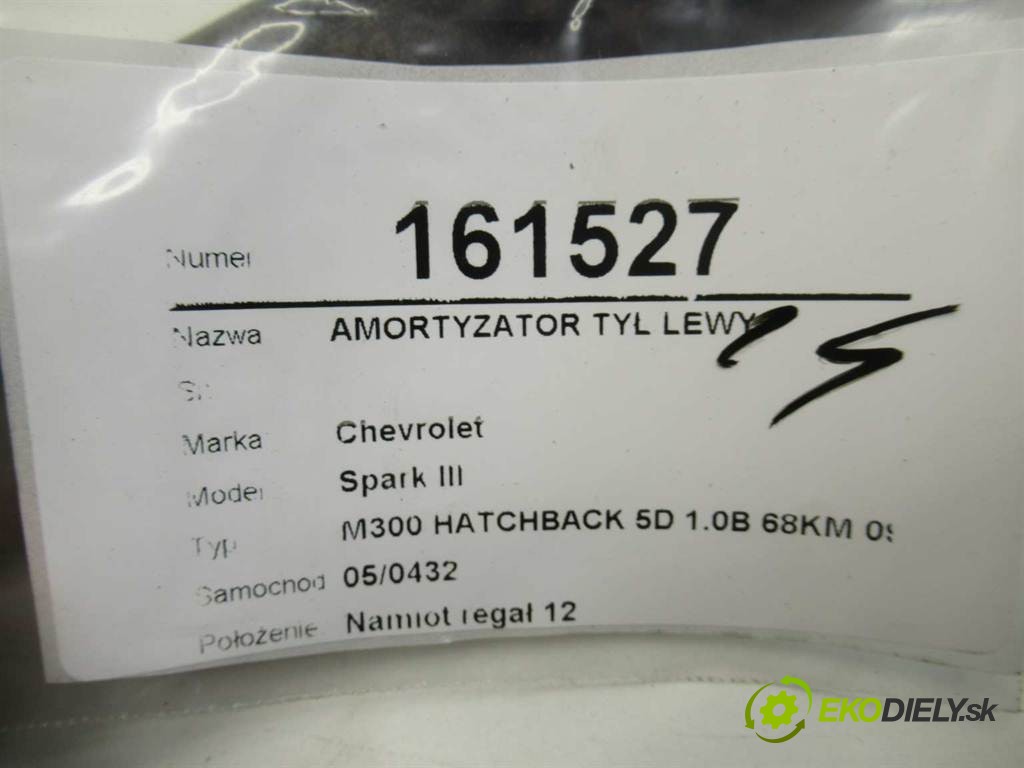 Numer 161527
Nazwa AMORTYZATOR TYŁ LEWY
Marka Chevrolet
Model Spark III
Typ M300 HATCHBACK 5D 1.0B 68KM
Samochod 05/0432
Położenie Namiot regał 12
EKODIELY.sk